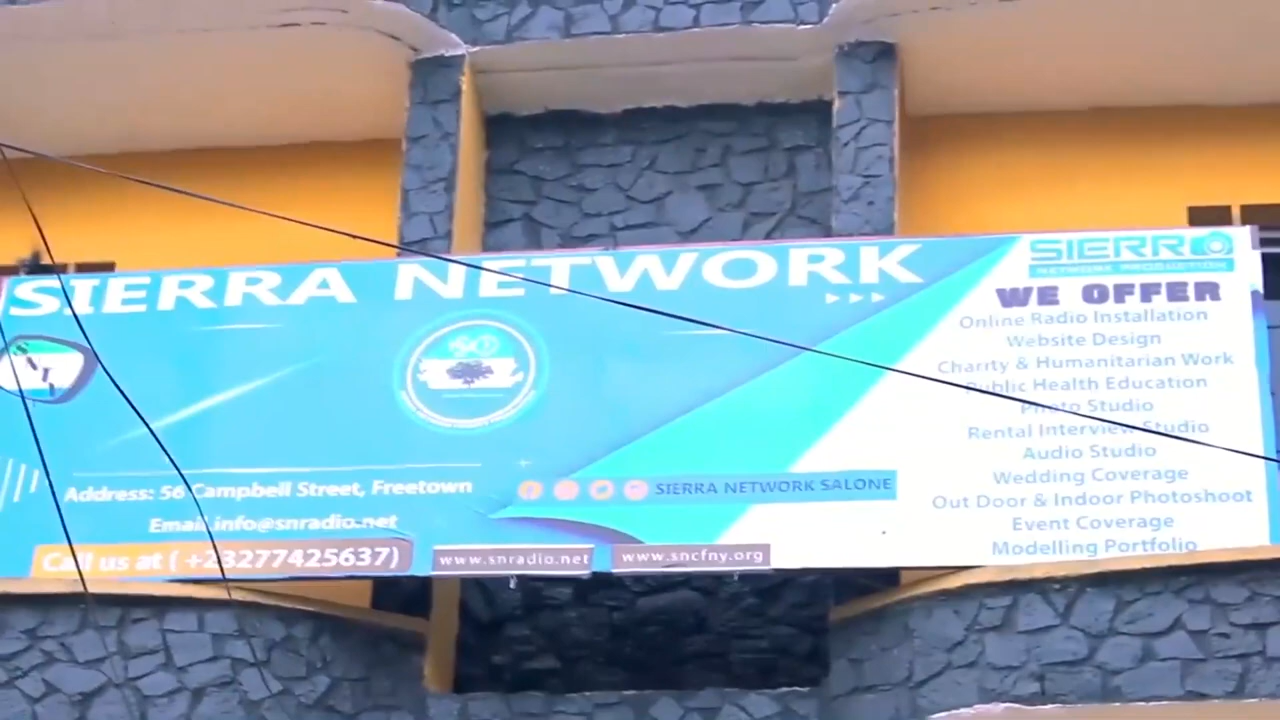 SIERRA NETWORK
Address: 56 Campbell Street, Freetown
Email.info@snradio.net
Call us at ( +23277425637)
www.snradio.net
www.sncfny.org
SIERRA NETWORK SALONE
SIERRA
NETWORK PRODUCTION
WE OFFER
Online Radio Installation
Website Design
Charity & Humanitarian Work
Public Health Education
Photo Studio
Rental Interview Studio
Audio Studio
Wedding Coverage
Out Door & Indoor Photoshoot
Event Coverage
Modelling Portfolio